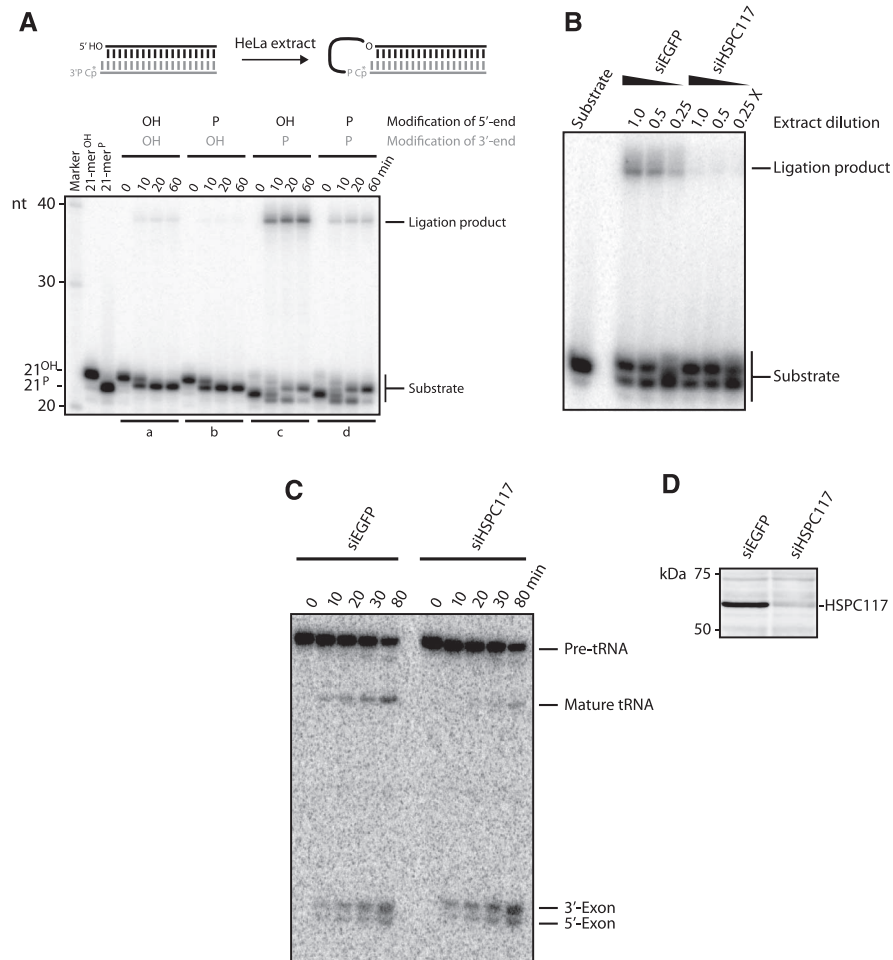 A
5' HO
3'P Cp*
HeLa extract
O
P Cp*
OH P OH P Modification of 5'-end
OH OH P P Modification of 3'-end
Marker 21-mer OH 21-mer P 0 10 20 60 0 10 20 60 0 10 20 60 0 10 20 60 min
nt
40
30
21 OH
21 P
20
Ligation product
Substrate
a b c d
B
Substrate siEGFP siHSPC117
1.0 0.5 0.25 1.0 0.5 0.25 X Extract dilution
Ligation product
Substrate
C
siEGFP siHSPC117
0 10 20 30 80 0 10 20 30 80 min
Pre-tRNA
Mature tRNA
3'-Exon
5'-Exon
D
siEGFP siHSPC117
kDa 75
HSPC117
50